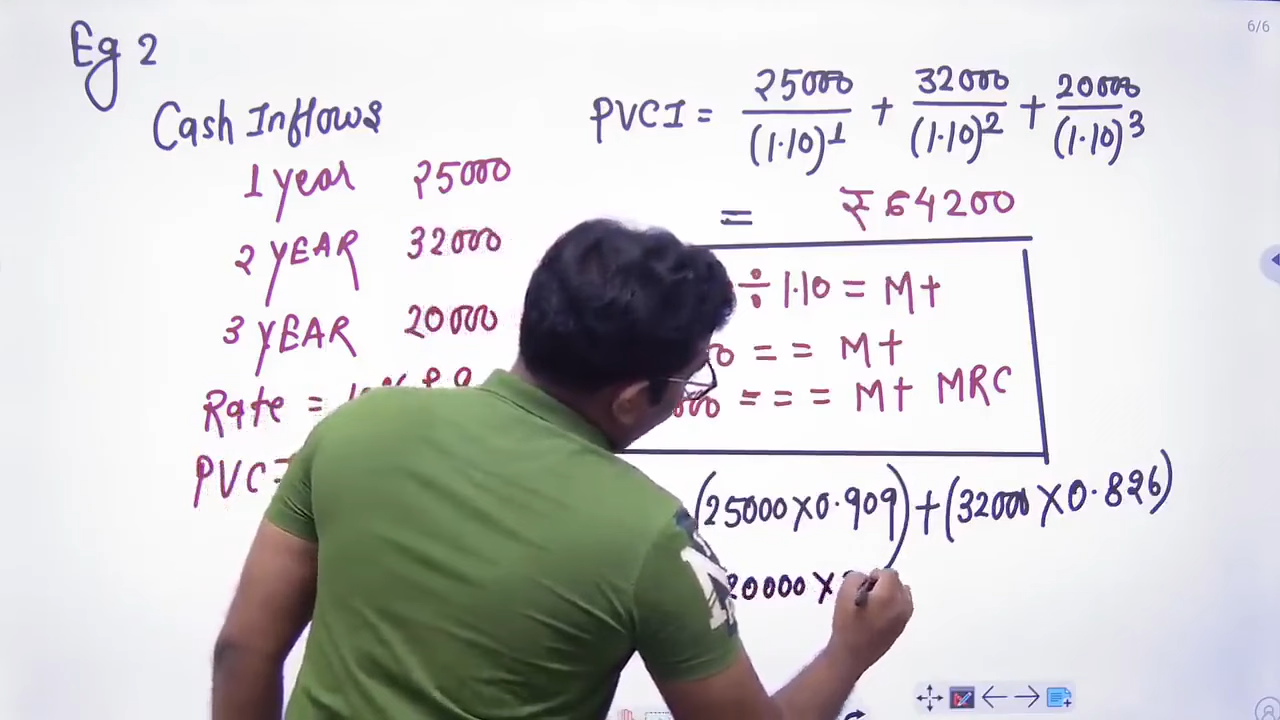 6/6
Eg 2
Cash Inflows
1 year 25000
2 YEAR 32000
3 YEAR 20000
Rate =
PVCI
PVCI = 25000/(1.10)^1 + 32000/(1.10)^2 + 20000/(1.10)^3
= ₹64200
÷ 1.10 = M+
= = M+
= = = M+ MRC
(25000 × 0.909) + (32000 × 0.826)
20000 ×